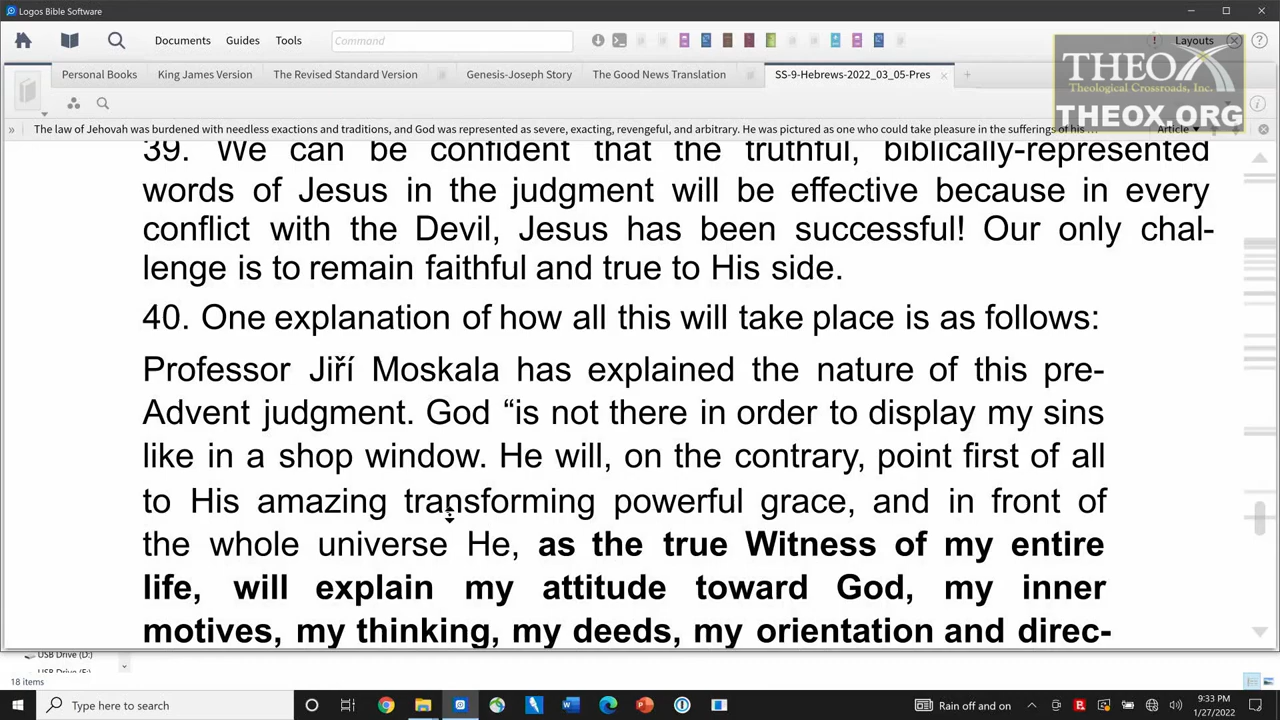 Logos Bible Software
Documents Guides Tools Command Layouts
THEOX
Theological Crossroads, Inc.
THEOX.ORG
Personal Books King James Version The Revised Standard Version Genesis-Joseph Story The Good News Translation SS-9-Hebrews-2022_03_05-Pres
» The law of Jehovah was burdened with needless exactions and traditions, and God was represented as severe, exacting, revengeful, and arbitrary. He was pictured as one who could take pleasure in the sufferings of his ... Article
39. We can be confident that the truthful, biblically-represented
words of Jesus in the judgment will be effective because in every
conflict with the Devil, Jesus has been successful! Our only chal-
lenge is to remain faithful and true to His side.
40. One explanation of how all this will take place is as follows:
Professor Jiří Moskala has explained the nature of this pre-
Advent judgment. God “is not there in order to display my sins
like in a shop window. He will, on the contrary, point first of all
to His amazing transforming powerful grace, and in front of
the whole universe He, as the true Witness of my entire
life, will explain my attitude toward God, my inner
motives, my thinking, my deeds, my orientation and direc-
USB Drive (D:)
18 items
Type here to search
Rain off and on
9:33 PM
1/27/2022